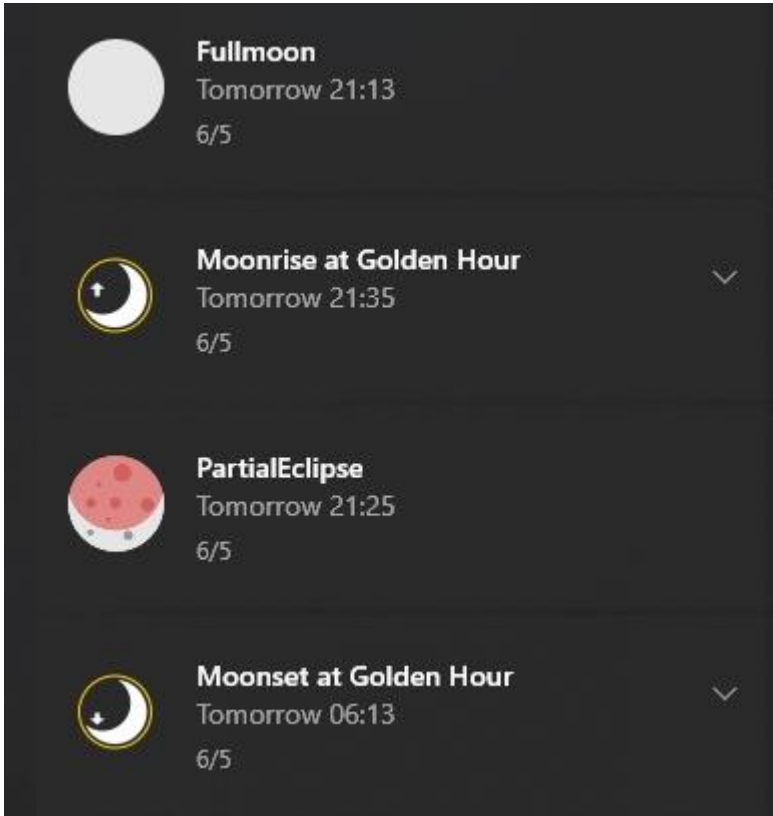 Fullmoon
Tomorrow 21:13
6/5
Moonrise at Golden Hour
Tomorrow 21:35
6/5
PartialEclipse
Tomorrow 21:25
6/5
Moonset at Golden Hour
Tomorrow 06:13
6/5